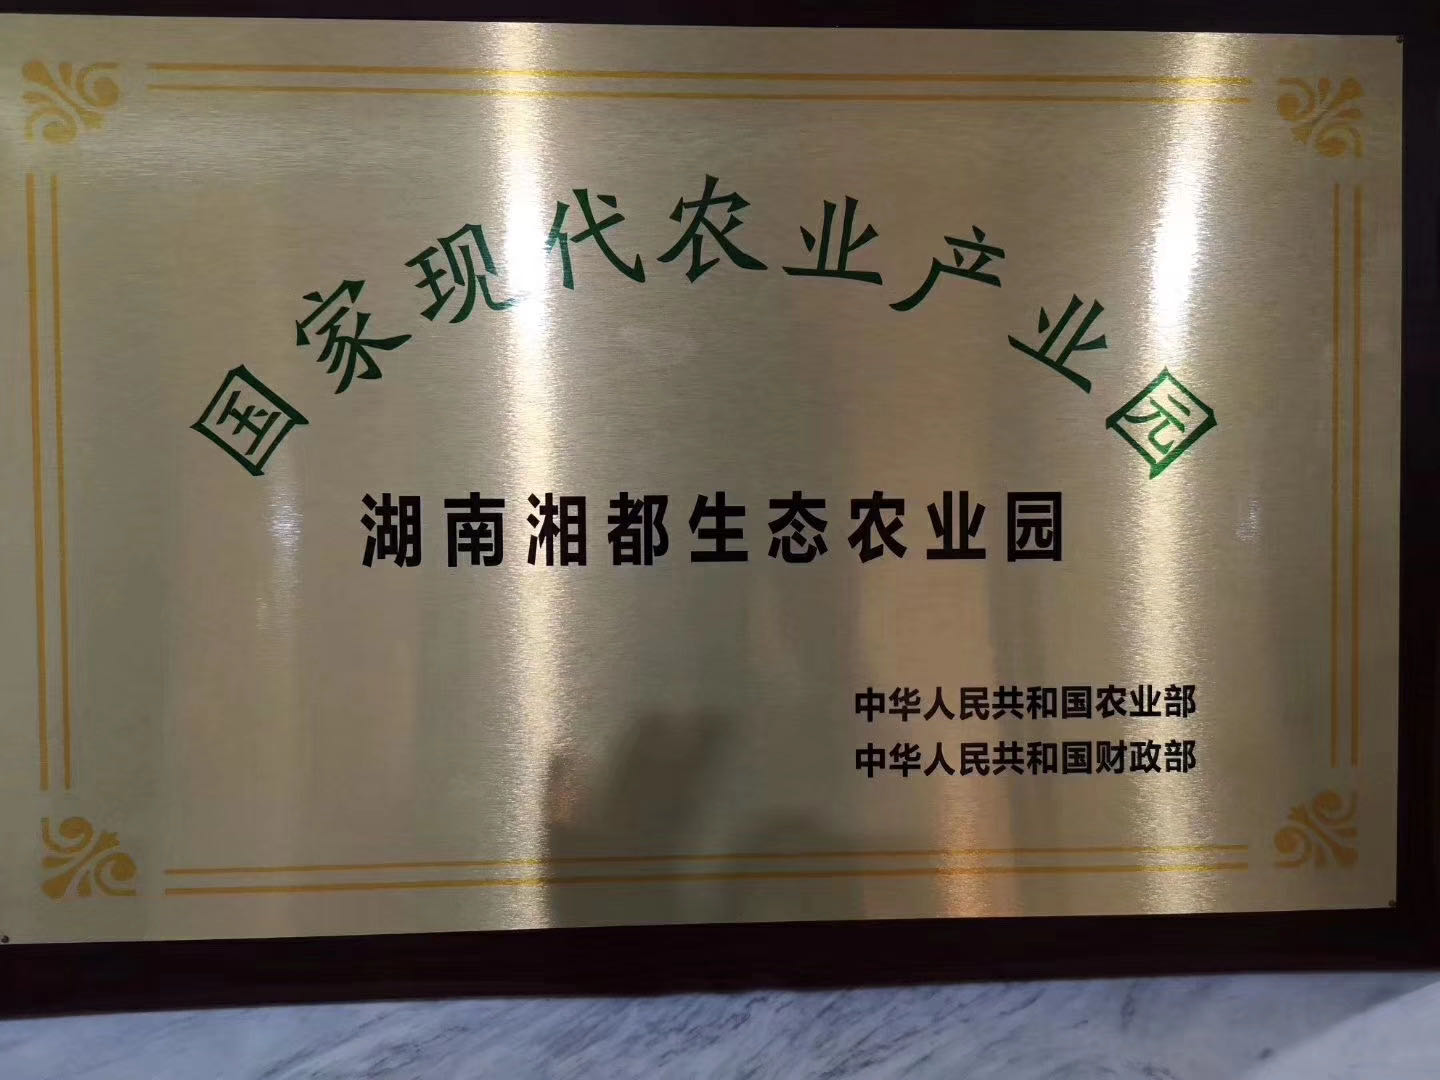 国家现代农业产业园
湖南湘都生态农业园
中华人民共和国农业部
中华人民共和国财政部